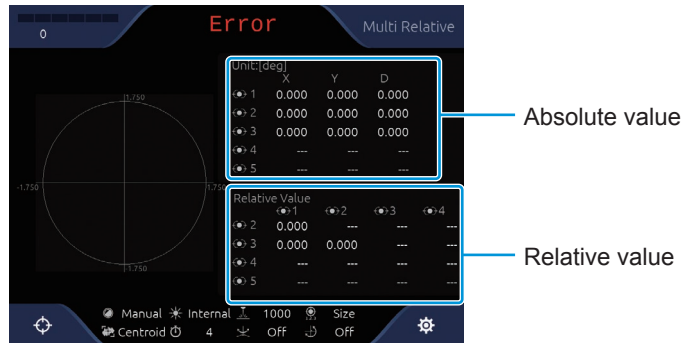 0
Error
Multi Relative
Unit:[deg]
X Y D
1 0.000 0.000 0.000
2 0.000 0.000 0.000
3 0.000 0.000 0.000
4 --- --- ---
5 --- --- ---
Absolute value
1.750
-1.750
1.750
-1.750
Relative Value
1 2 3 4
2 0.000 --- --- ---
3 0.000 0.000 --- ---
4 --- --- --- ---
5 --- --- --- ---
Relative value
Manual Internal 1000 Size
Centroid 4 Off Off